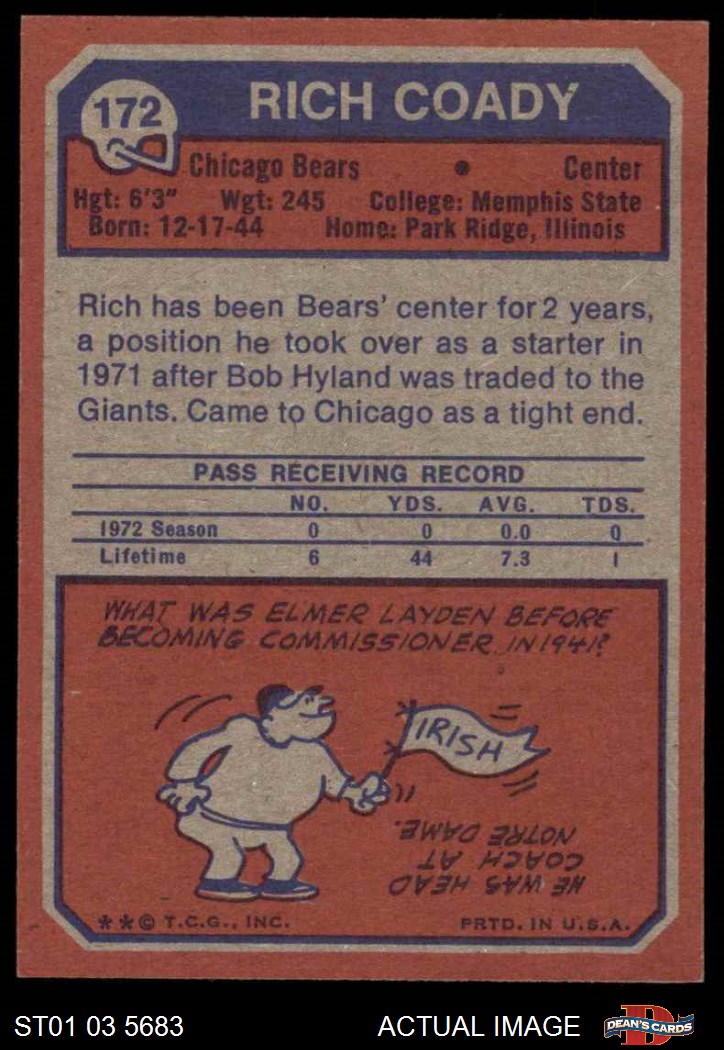 172
RICH COADY
Chicago Bears • Center
Hgt: 6'3" Wgt: 245 College: Memphis State
Born: 12-17-44 Home: Park Ridge, Illinois
Rich has been Bears' center for 2 years,
a position he took over as a starter in
1971 after Bob Hyland was traded to the
Giants. Came to Chicago as a tight end.
PASS RECEIVING RECORD
NO. YDS. AVG. TDS.
1972 Season 0 0 0.0 0
Lifetime 6 44 7.3 1
WHAT WAS ELMER LAYDEN BEFORE
BECOMING COMMISSIONER IN 1941?
IRISH
HE WAS HEAD
COACH AT
NOTRE DAME.
**© T.C.G., INC. PRTD. IN U.S.A.
ST01 03 5683 ACTUAL IMAGE D DEAN'S CARDS